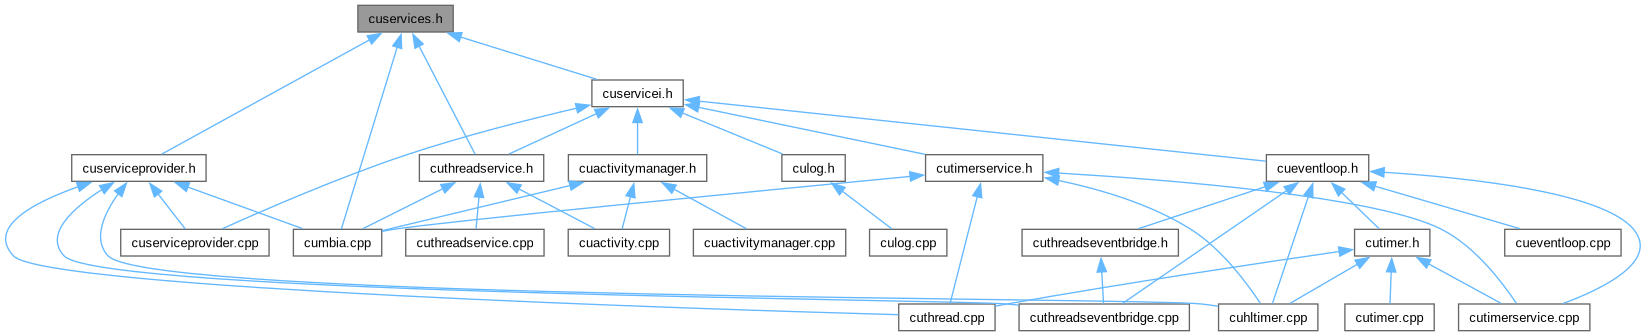 cuservices.h
cuservicei.h
cuserviceprovider.h
cuthreadservice.h
cuactivitymanager.h
culog.h
cutimerservice.h
cueventloop.h
cuserviceprovider.cpp
cumbia.cpp
cuthreadservice.cpp
cuactivity.cpp
cuactivitymanager.cpp
culog.cpp
cuthreadseventbridge.h
cutimer.h
cueventloop.cpp
cuthread.cpp
cuthreadseventbridge.cpp
cuhltimer.cpp
cutimer.cpp
cutimerservice.cpp